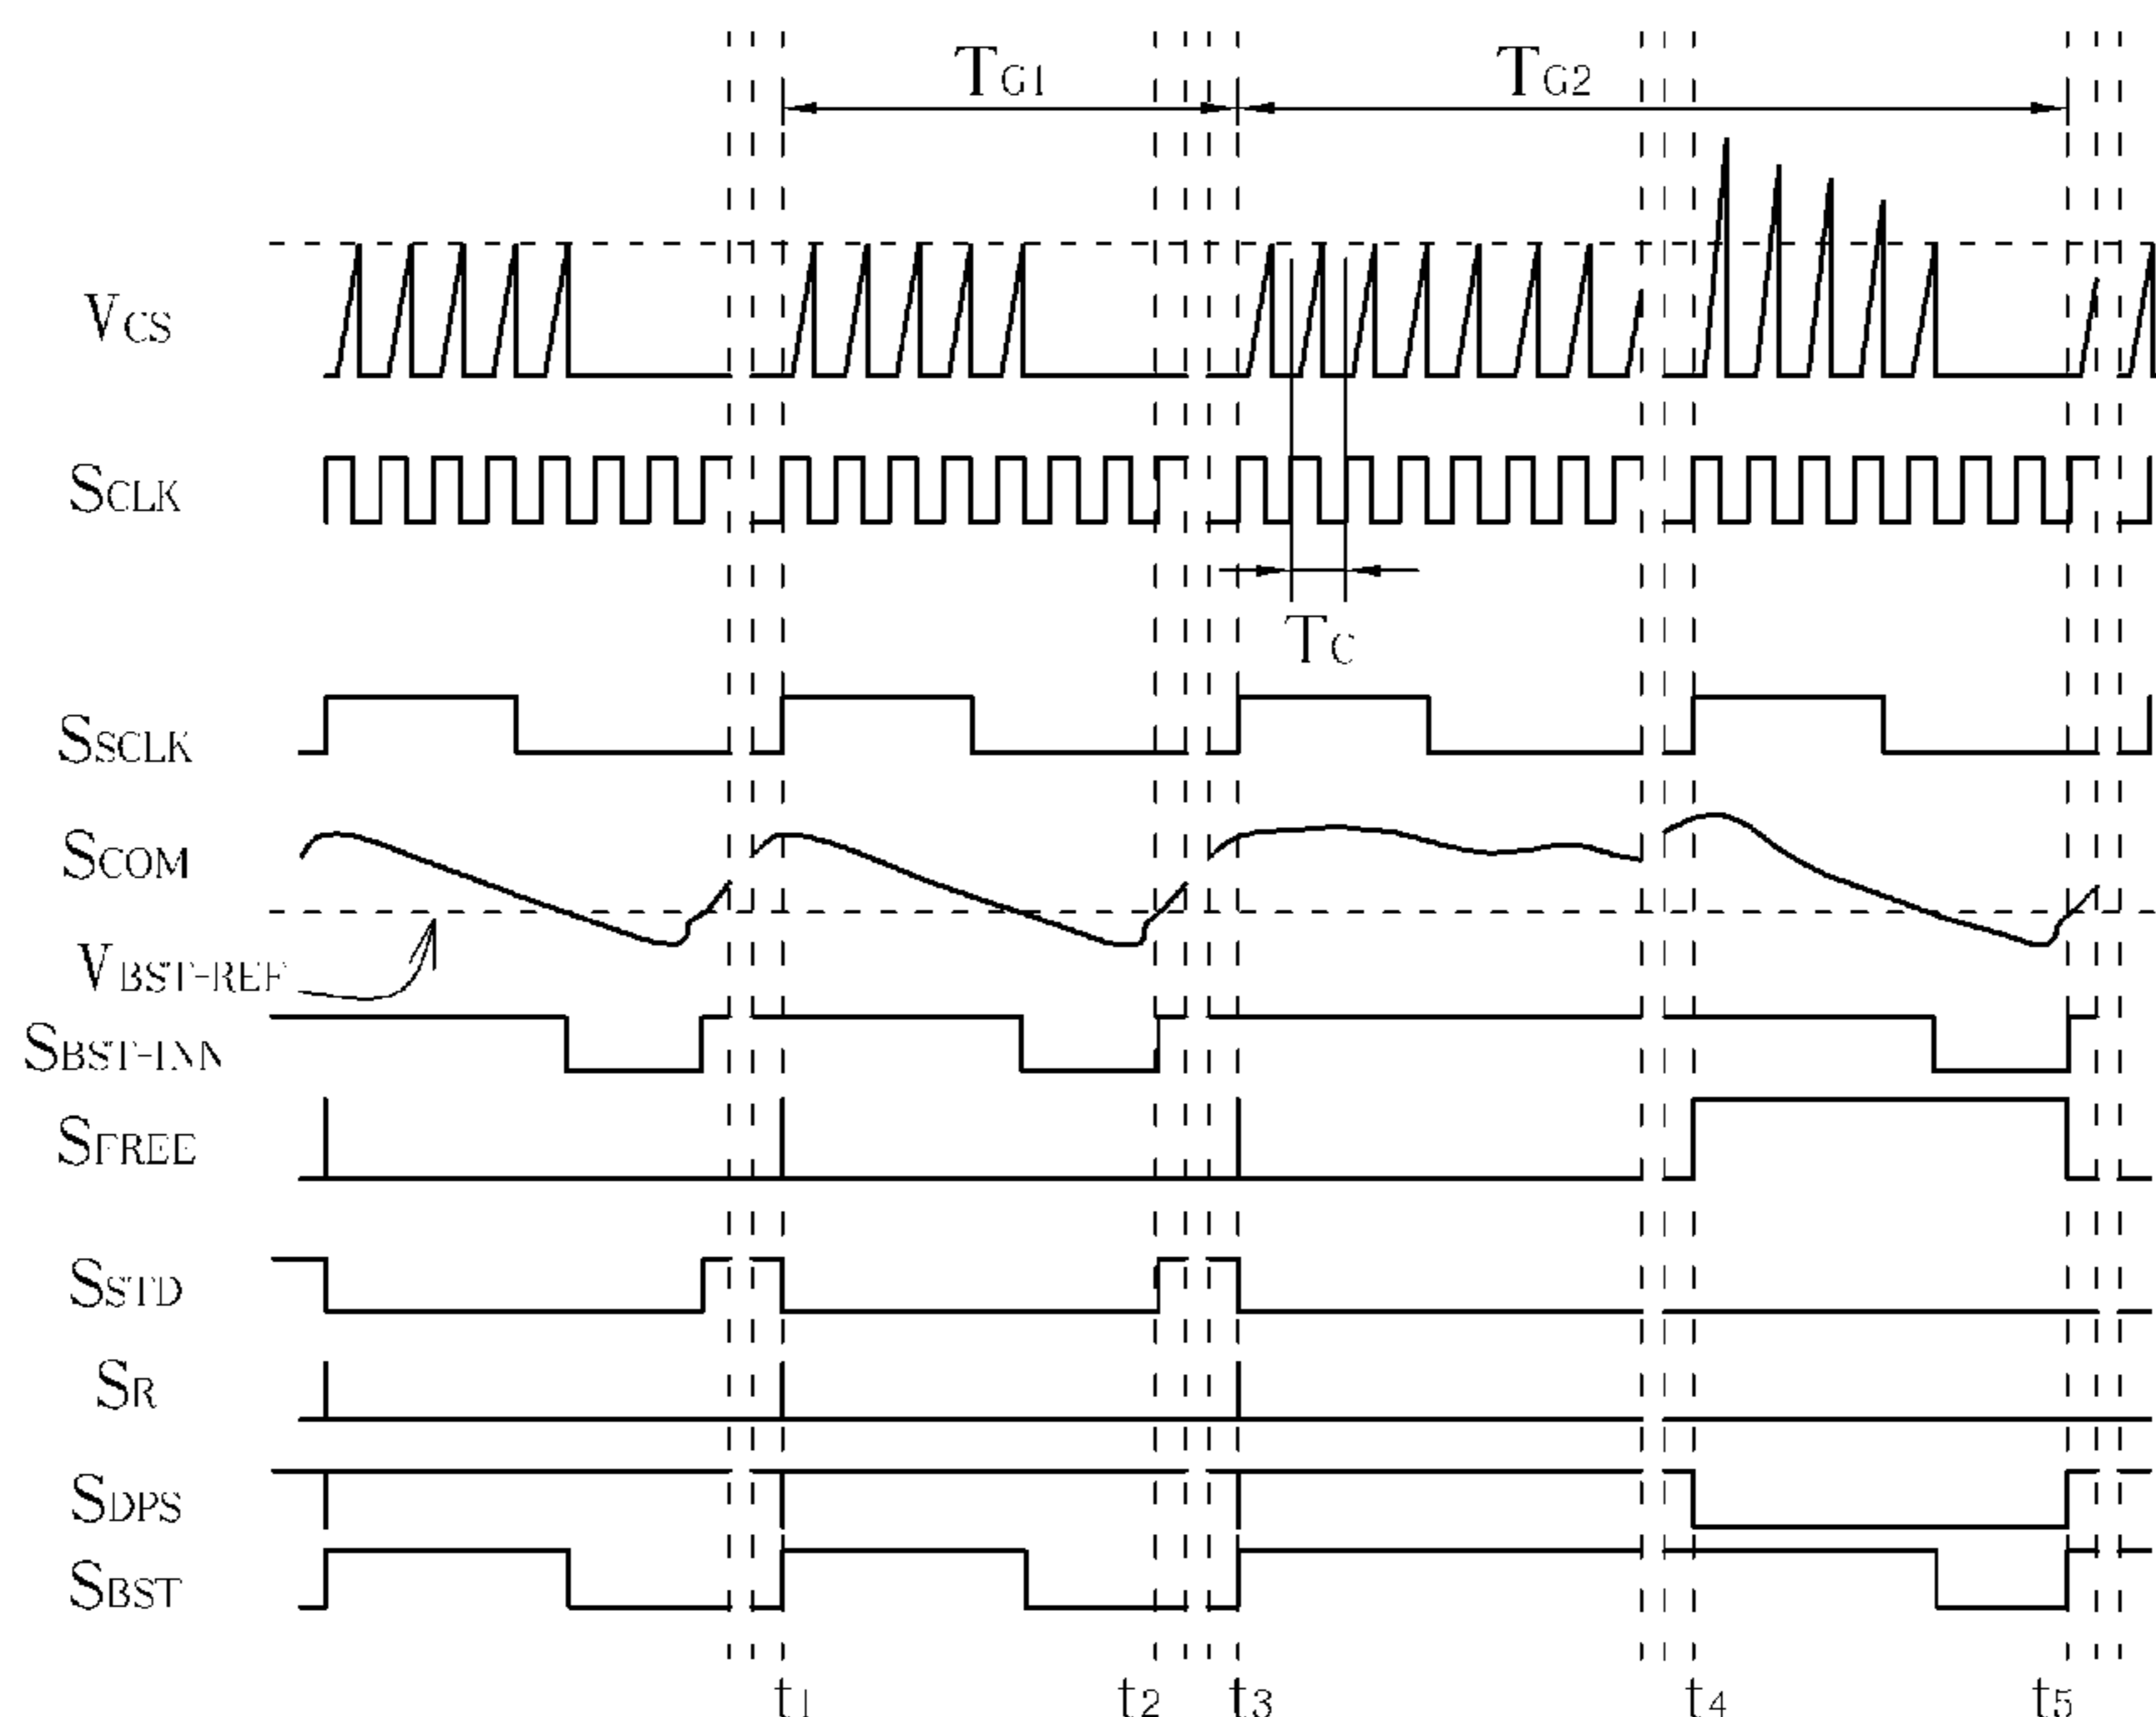 TG1 TG2
VCS
SCLK
TC
SSCLK
SCOM
VBST-REF
SBST-INN
SFREE
SSTD
SR
SDPS
SBST
t1 t2 t3 t4 t5